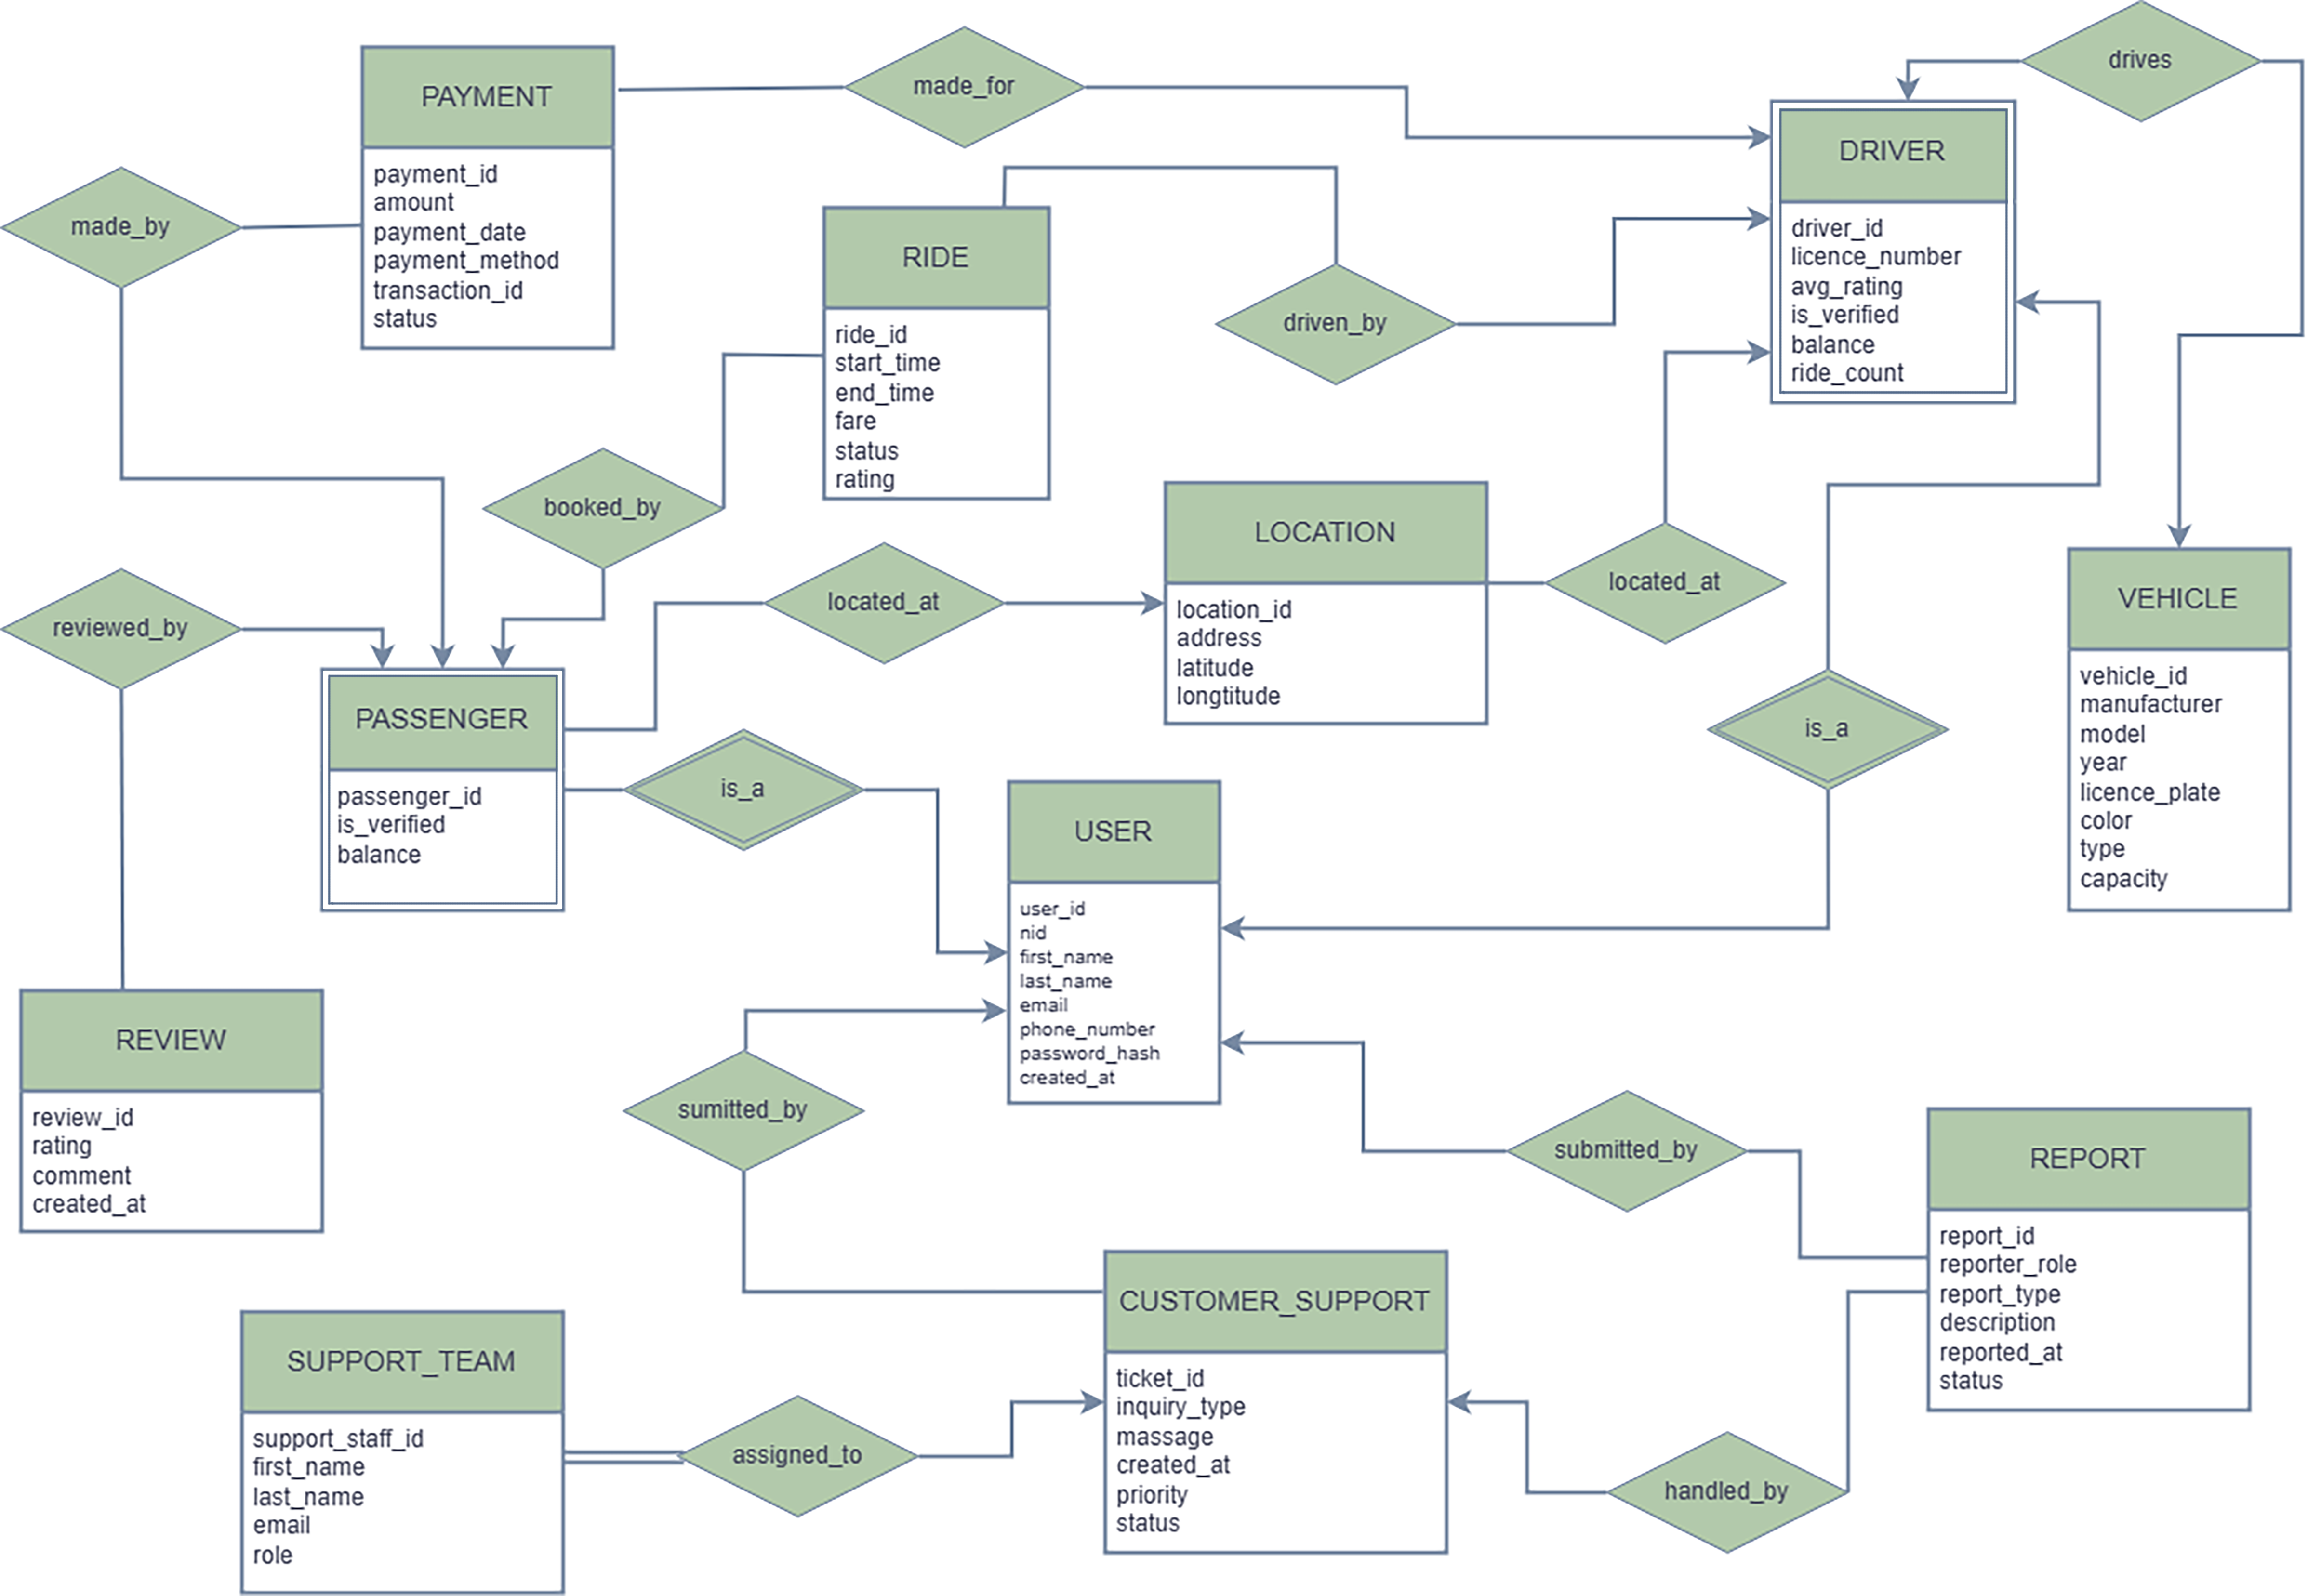 PAYMENT
payment_id
amount
payment_date
payment_method
transaction_id
status
made_for
drives
DRIVER
driver_id
licence_number
avg_rating
is_verified
balance
ride_count
made_by
RIDE
ride_id
start_time
end_time
fare
status
rating
driven_by
booked_by
LOCATION
location_id
address
latitude
longtitude
located_at
located_at
VEHICLE
vehicle_id
manufacturer
model
year
licence_plate
color
type
capacity
reviewed_by
PASSENGER
passenger_id
is_verified
balance
is_a
is_a
USER
user_id
nid
first_name
last_name
email
phone_number
password_hash
created_at
REVIEW
review_id
rating
comment
created_at
sumitted_by
submitted_by
REPORT
report_id
reporter_role
report_type
description
reported_at
status
CUSTOMER_SUPPORT
ticket_id
inquiry_type
massage
created_at
priority
status
SUPPORT_TEAM
support_staff_id
first_name
last_name
email
role
assigned_to
handled_by